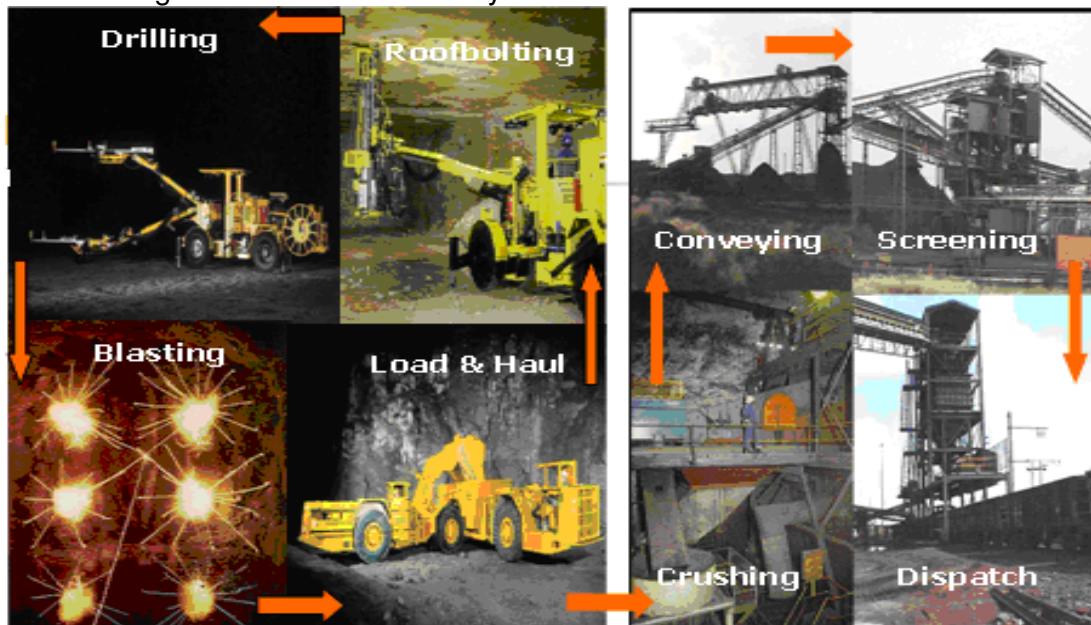 Drilling
Roofbolting
Blasting
Load & Haul
Conveying
Screening
Crushing
Dispatch